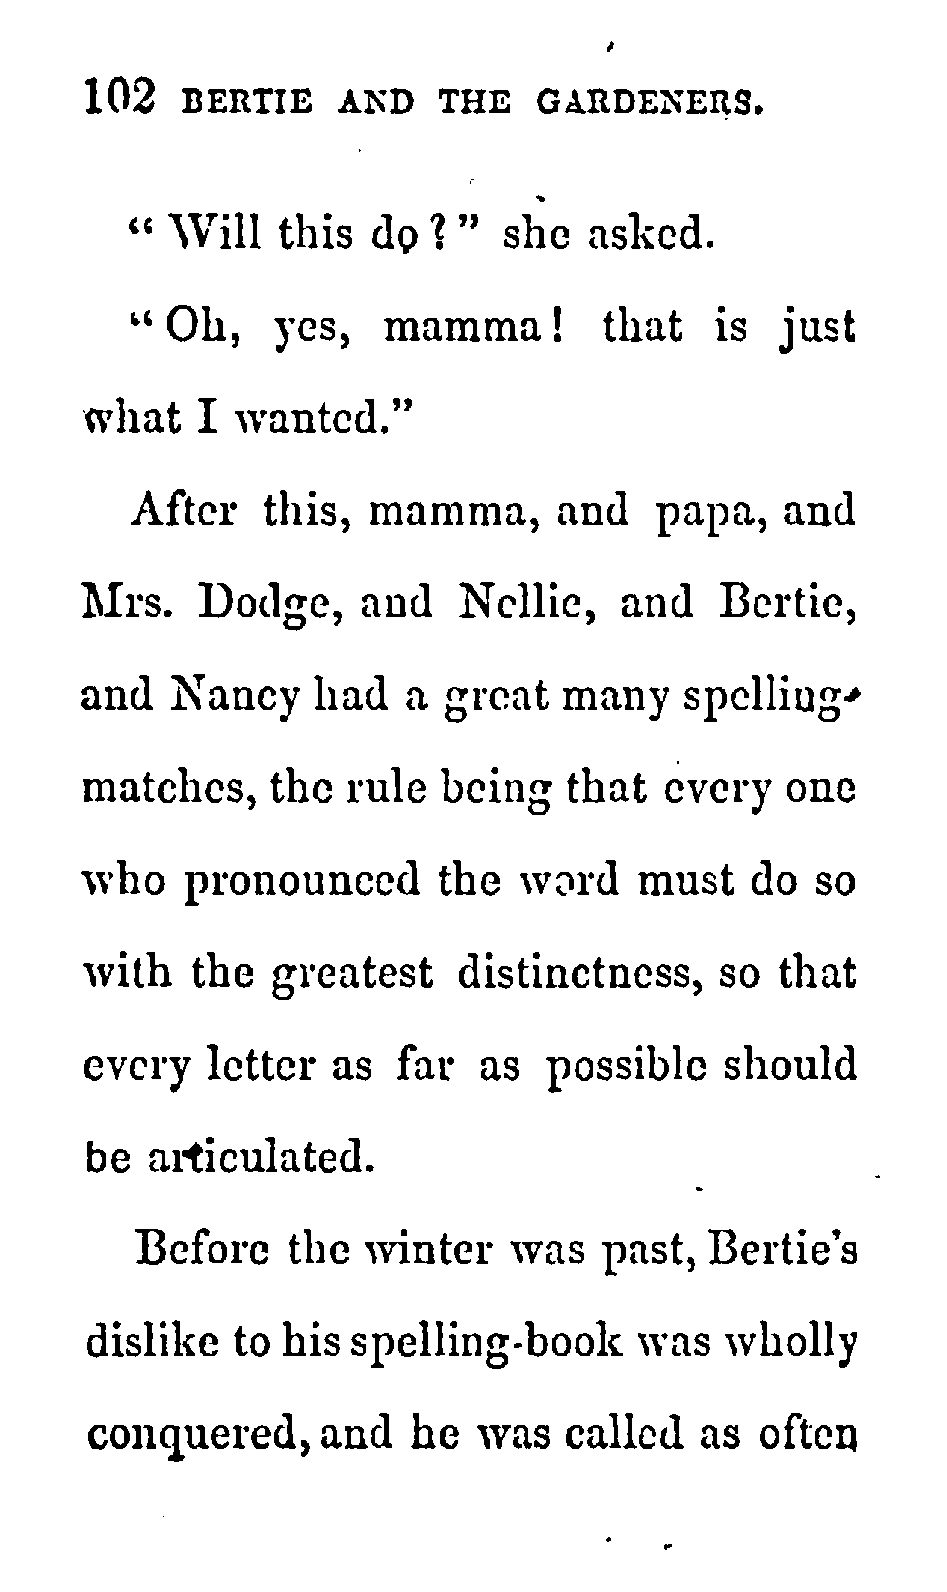 102 BERTIE AND THE GARDENERS.
“ Will this do ? ” she asked.
“ Oh, yes, mamma ! that is just
what I wanted.”
After this, mamma, and papa, and
Mrs. Dodge, and Nellie, and Bertie,
and Nancy had a great many spelling-
matches, the rule being that every one
who pronounced the word must do so
with the greatest distinctness, so that
every letter as far as possible should
be articulated.
Before the winter was past, Bertie’s
dislike to his spelling-book was wholly
conquered, and he was called as often